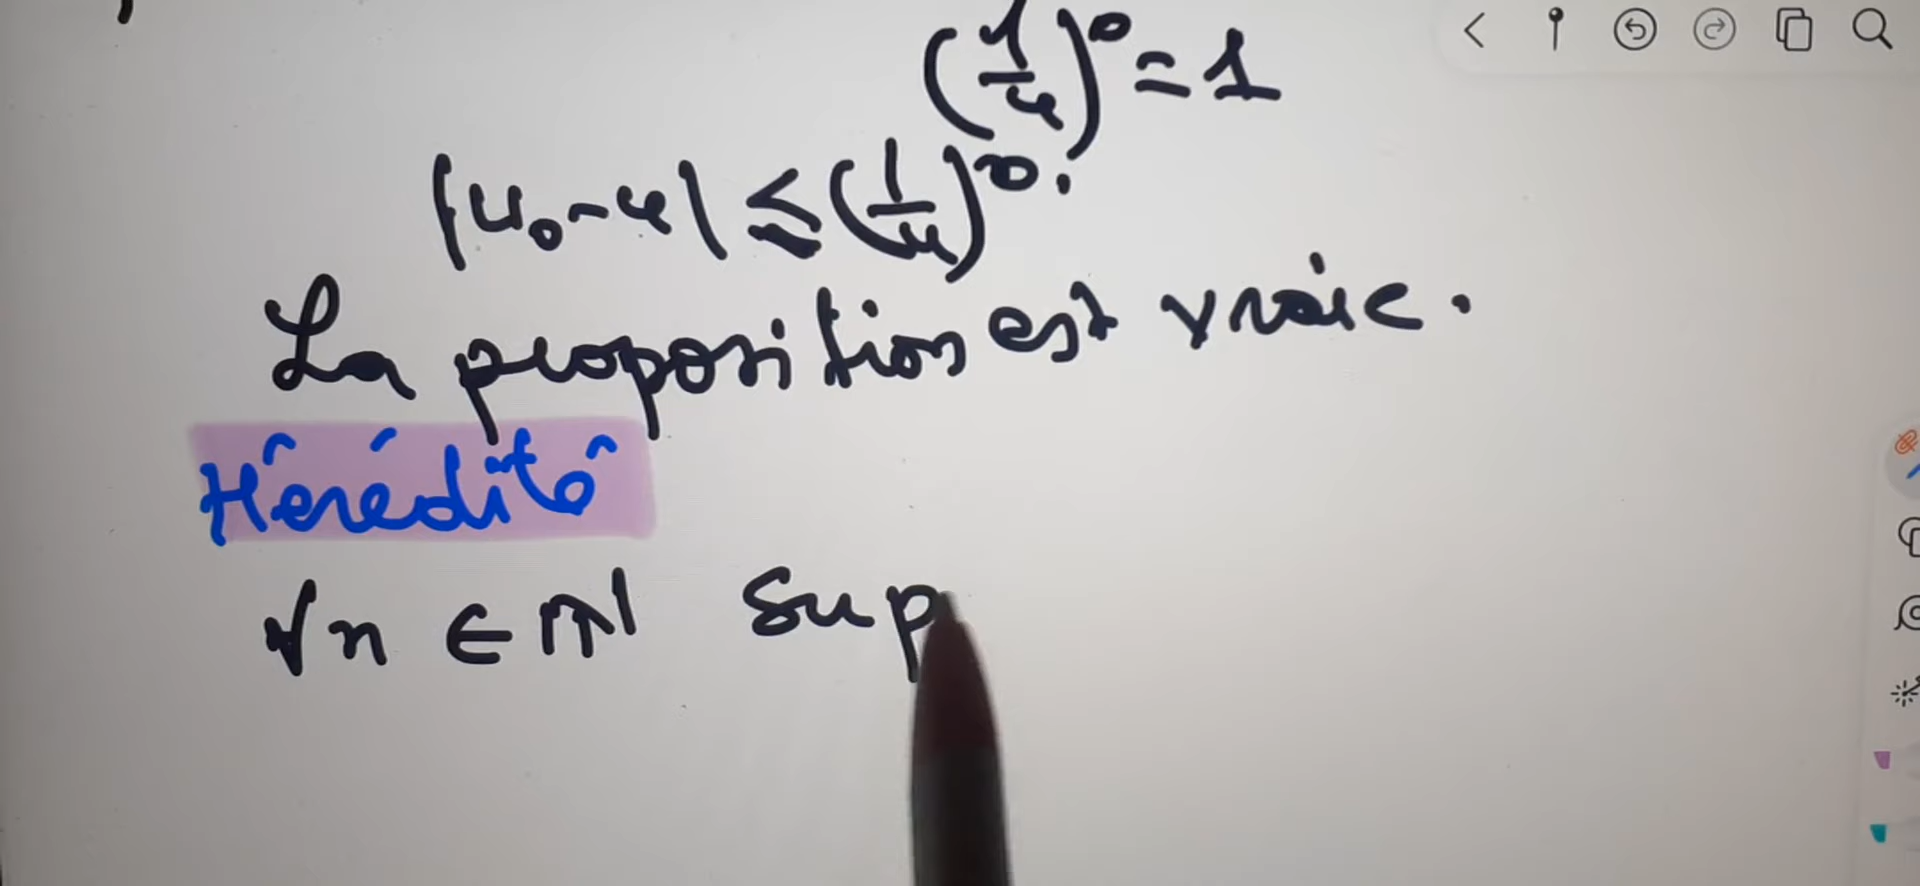 (1/4)^0 = 1
|u₀-4| ≤ (1/4)^0.
La proposition est vraie.
Hérédité
∀n ∈ ℕ Sup